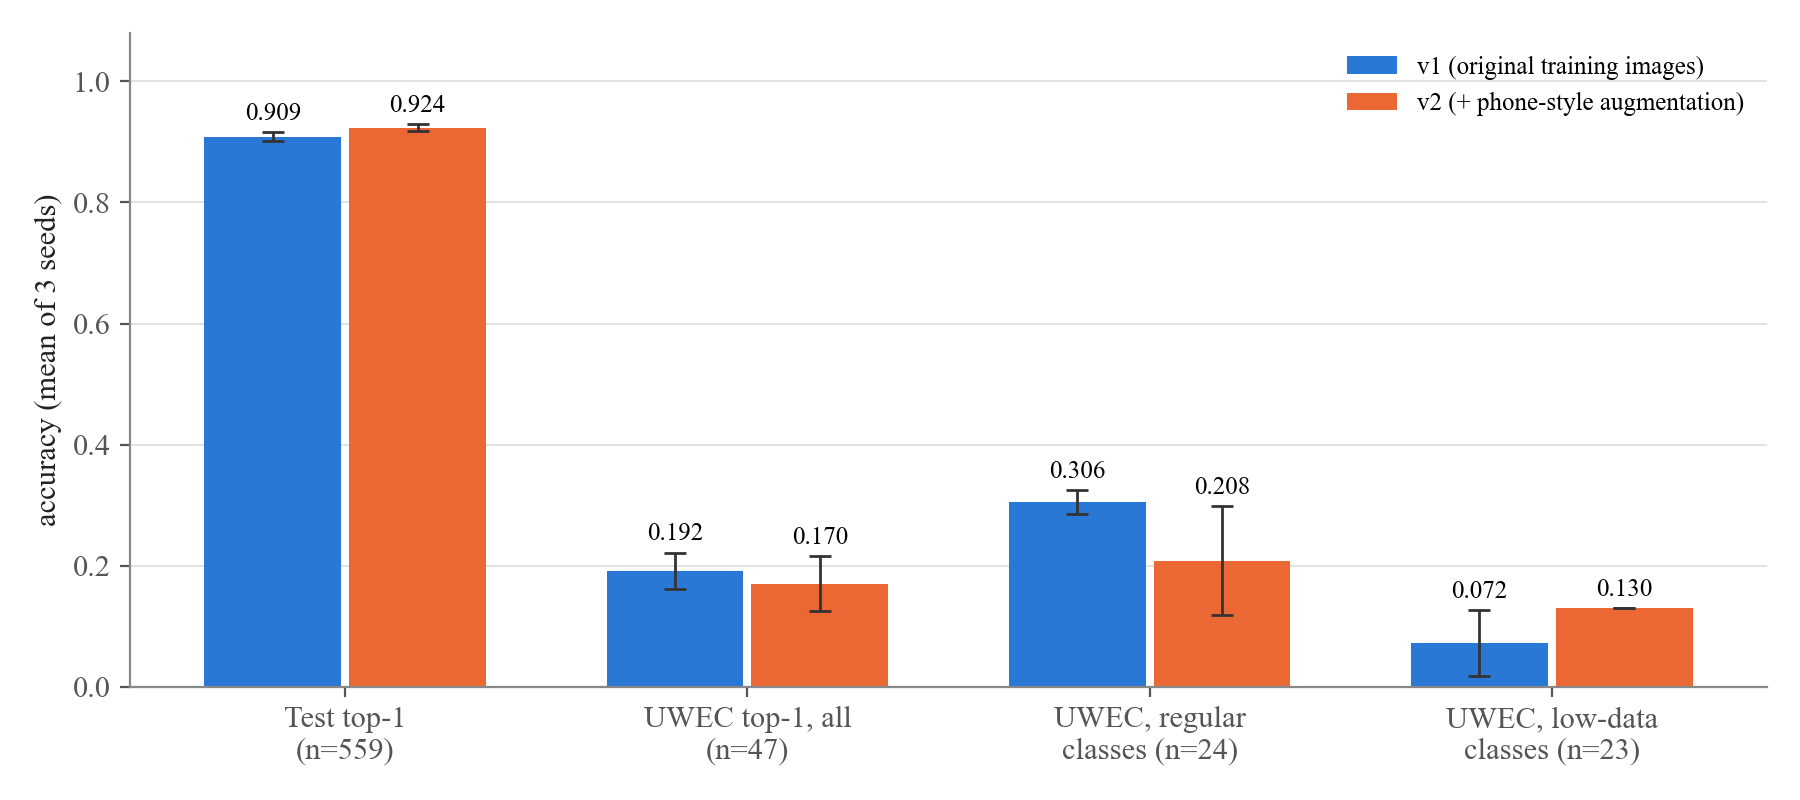 v1 (original training images)
v2 (+ phone-style augmentation)
accuracy (mean of 3 seeds)
1.0
0.8
0.6
0.4
0.2
0.0
0.909
0.924
0.192
0.170
0.306
0.208
0.072
0.130
Test top-1
(n=559)
UWEC top-1, all
(n=47)
UWEC, regular
classes (n=24)
UWEC, low-data
classes (n=23)